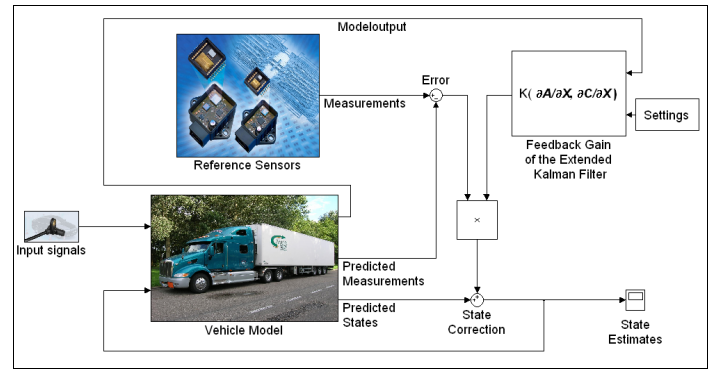 Modeloutput
Error
Measurements
Reference Sensors
K( ∂A/∂X, ∂C/∂X )
Settings
Feedback Gain
of the Extended
Kalman Filter
×
Input signals
Predicted
Measurements
Predicted
States
Vehicle Model
State
Correction
State
Estimates